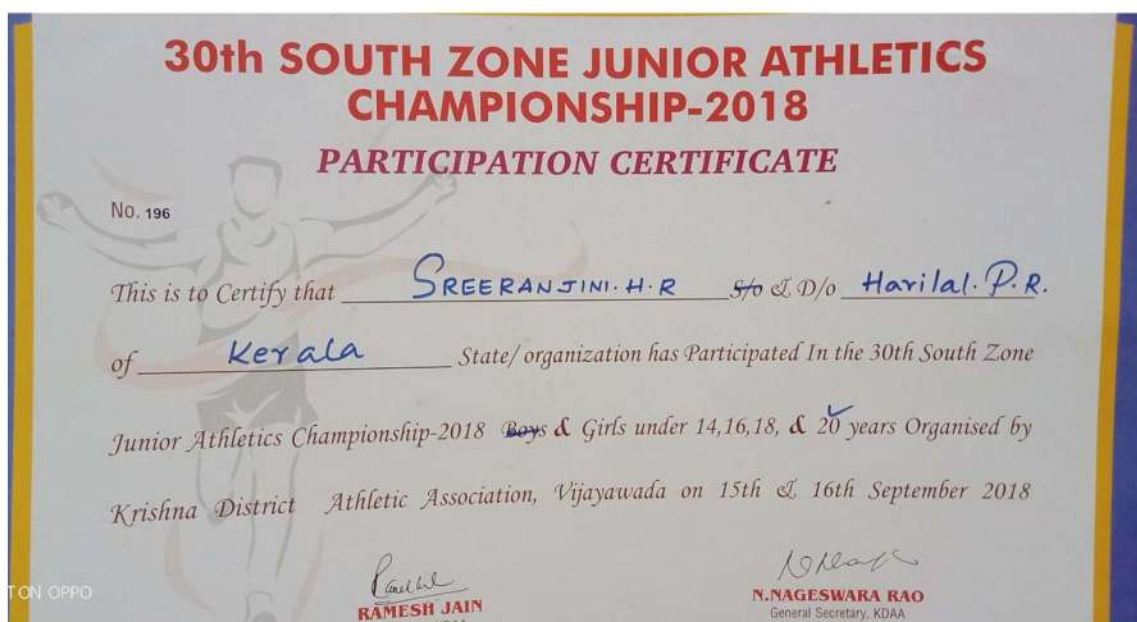 30th SOUTH ZONE JUNIOR ATHLETICS
CHAMPIONSHIP-2018
PARTICIPATION CERTIFICATE
No. 196
This is to Certify that SREERANJINI. H. R S/o & D/o Harilal. P. R.
of Kerala State/ organization has Participated In the 30th South Zone
Junior Athletics Championship-2018 Boys & Girls under 14,16,18, & 20 years Organised by
Krishna District Athletic Association, Vijayawada on 15th & 16th September 2018
T ON OPPO
RAMESH JAIN
N.NAGESWARA RAO
General Secretary, KDAA